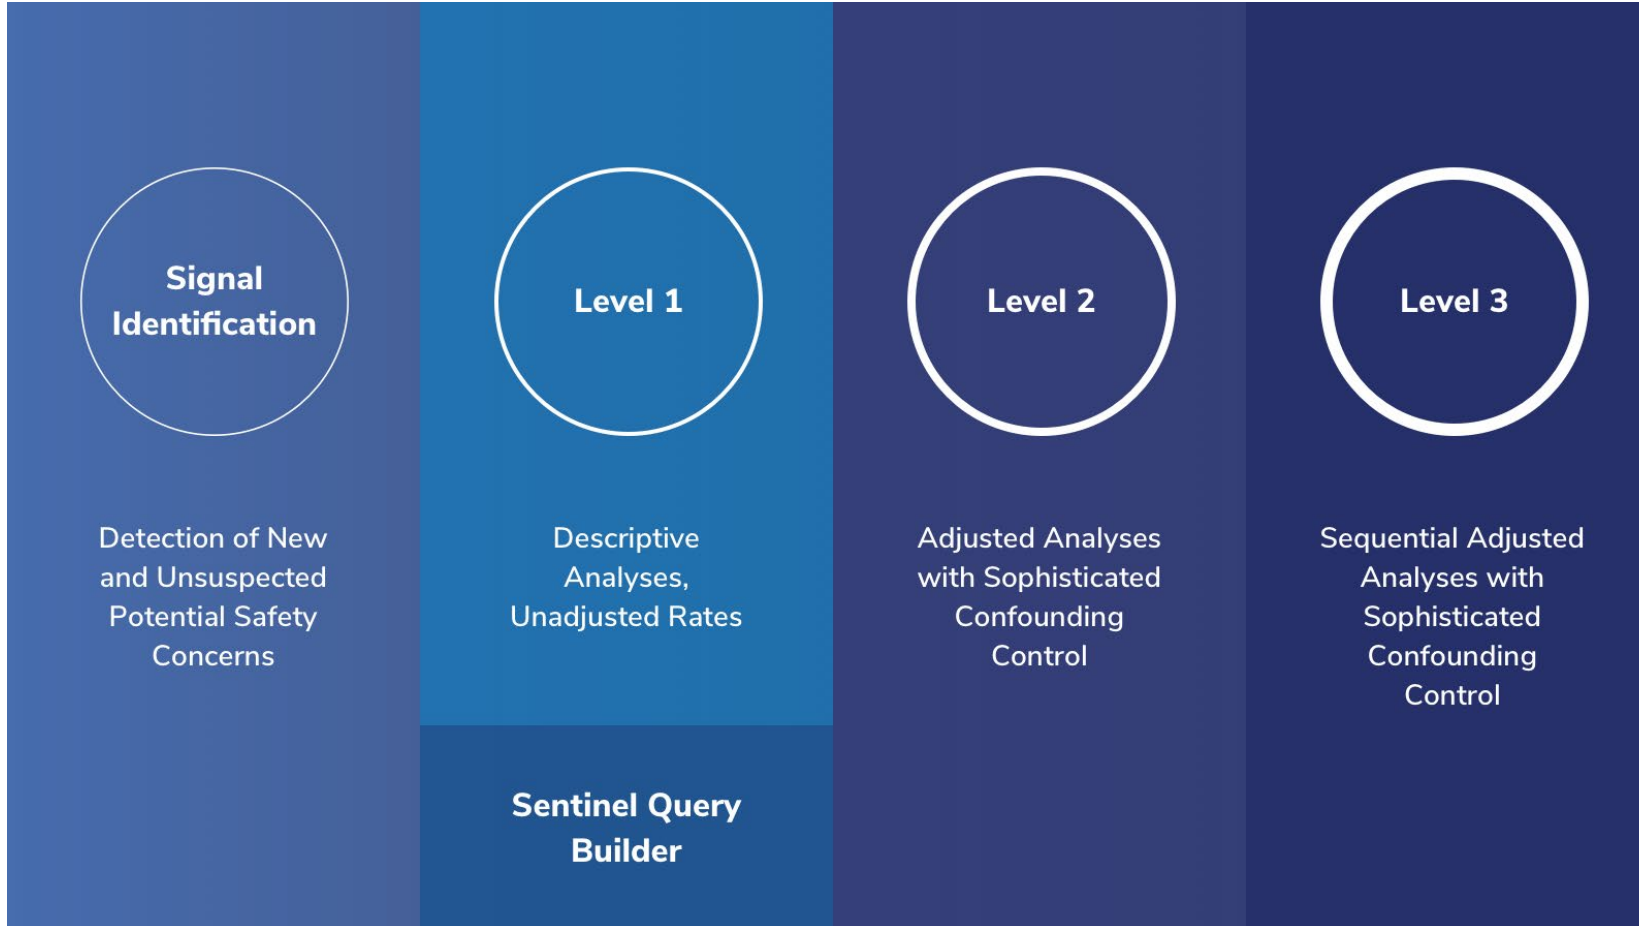 Signal
Identification
Detection of New
and Unsuspected
Potential Safety
Concerns
Level 1
Descriptive
Analyses,
Unadjusted Rates
Sentinel Query
Builder
Level 2
Adjusted Analyses
with Sophisticated
Confounding
Control
Level 3
Sequential Adjusted
Analyses with
Sophisticated
Confounding
Control